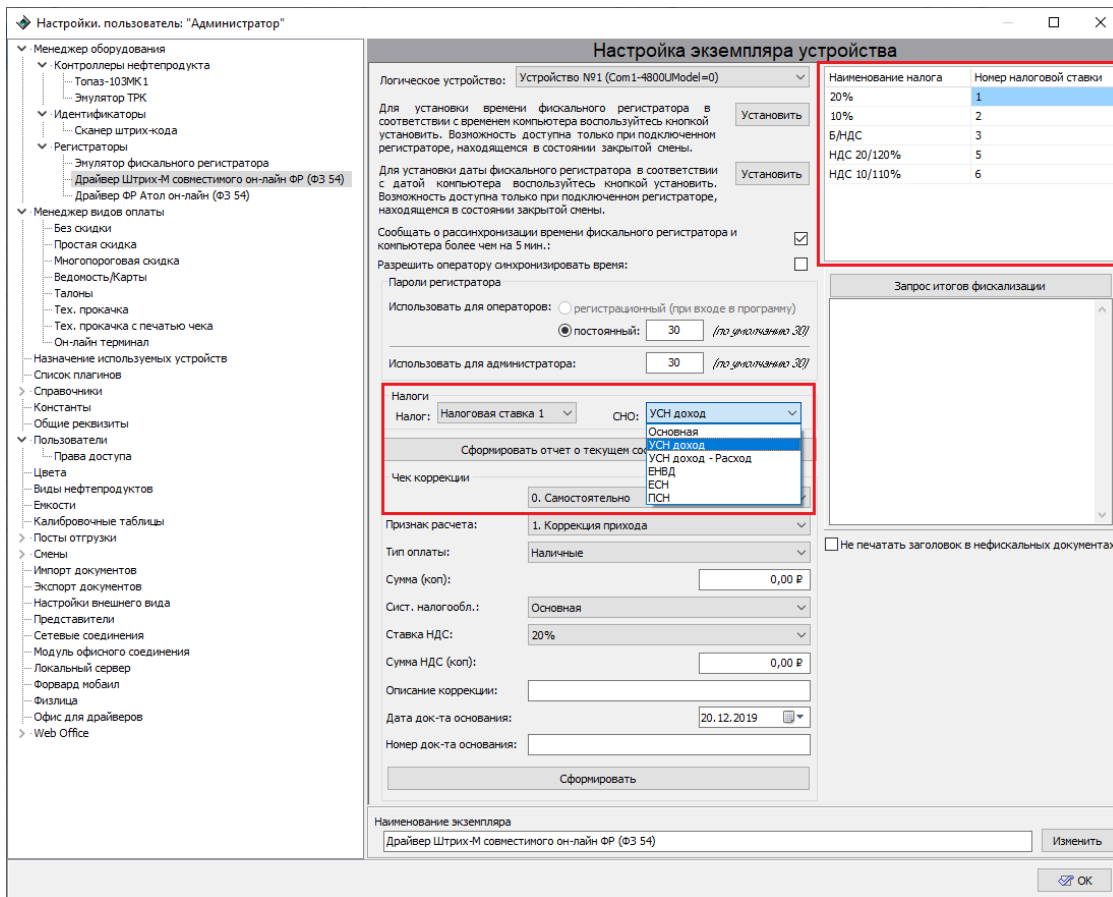 Настройки. пользователь: "Администратор"
Менеджер оборудования
Контроллеры нефтепродукта
Топаз-103МК1
Эмулятор ТРК
Идентификаторы
Сканер штрих-кода
Регистраторы
Эмулятор фискального регистратора
Драйвер Штрих-М совместимого он-лайн ФР (ФЗ 54)
Драйвер ФР Атол он-лайн (ФЗ 54)
Менеджер видов оплаты
Без скидки
Простая скидка
Многопороговая скидка
Ведомость/Карты
Талоны
Тех. прокачка
Тех. прокачка с печатью чека
Он-лайн терминал
Назначение используемых устройств
Список плагинов
Справочники
Константы
Общие реквизиты
Пользователи
Права доступа
Цвета
Виды нефтепродуктов
Емкости
Калибровочные таблицы
Посты отгрузки
Смены
Импорт документов
Экспорт документов
Настройки внешнего вида
Представители
Сетевые соединения
Модуль офисного соединения
Локальный сервер
Форвард мобаил
Физлица
Офис для драйверов
Web Office
Настройка экземпляра устройства
Логическое устройство: Устройство №1 (Com1-4800UModel=0)
Для установки времени фискального регистратора в
соответствии с временем компьютера воспользуйтесь кнопкой
установить. Возможность доступна только при подключенном
регистраторе, находящемся в состоянии закрытой смены.
Установить
Для установки даты фискального регистратора в соответствии
с датой компьютера воспользуйтесь кнопкой установить.
Возможность доступна только при подключенном регистраторе,
находящемся в состоянии закрытой смены.
Установить
Сообщать о рассинхронизации времени фискального регистратора и
компьютера более чем на 5 мин.:
Разрешить оператору синхронизировать время:
Пароли регистратора
Использовать для операторов: регистрационный (при входе в программу)
постоянный: 30 (по умолчанию 30)
Использовать для администратора: 30 (по умолчанию 30)
Налоги
Налог: Налоговая ставка 1 СНО: УСН доход
Основная
УСН доход
УСН доход - Расход
ЕНВД
ЕСН
ПСН
Сформировать отчет о текущем сос
Чек коррекции
0. Самостоятельно
Признак расчета: 1. Коррекция прихода
Тип оплаты: Наличные
Сумма (коп): 0,00 ₽
Сист. налогообл.: Основная
Ставка НДС: 20%
Сумма НДС (коп): 0,00 ₽
Описание коррекции:
Дата док-та основания: 20.12.2019
Номер док-та основания:
Сформировать
Наименование налога Номер налоговой ставки
20% 1
10% 2
Б/НДС 3
НДС 20/120% 5
НДС 10/110% 6
Запрос итогов фискализации
Не печатать заголовок в нефискальных документах
Наименование экземпляра
Драйвер Штрих-М совместимого он-лайн ФР (ФЗ 54) Изменить
OK